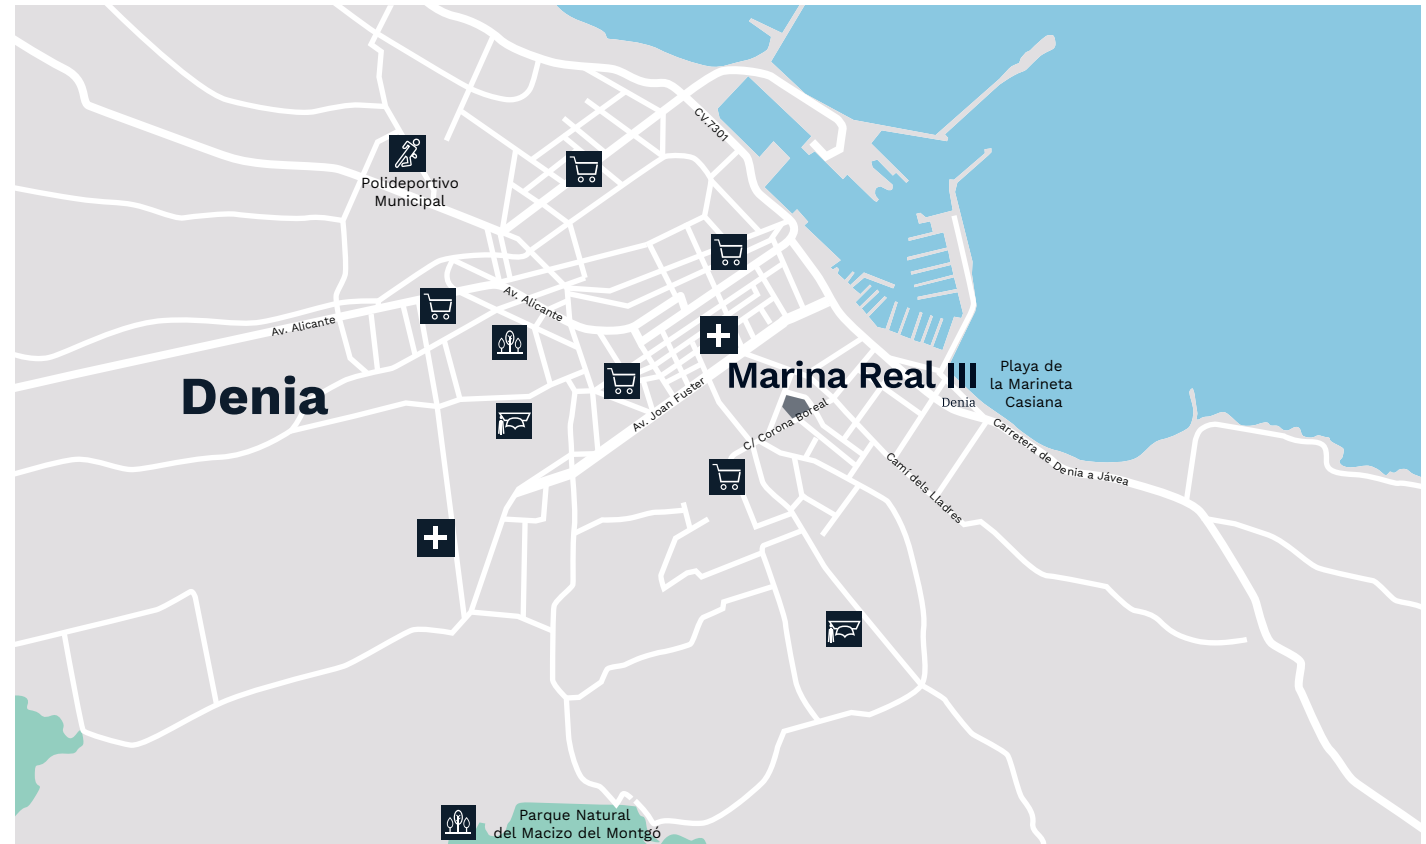 CV.7301
Polideportivo
Municipal
Av. Alicante
Av. Alicante
Denia
Av. Joan Fuster
Marina Real III
Denia
Playa de
la Marineta
Casiana
C/ Corona Boreal
Carretera de Denia a Jávea
Camí dels Lladres
Parque Natural
del Macizo del Montgó